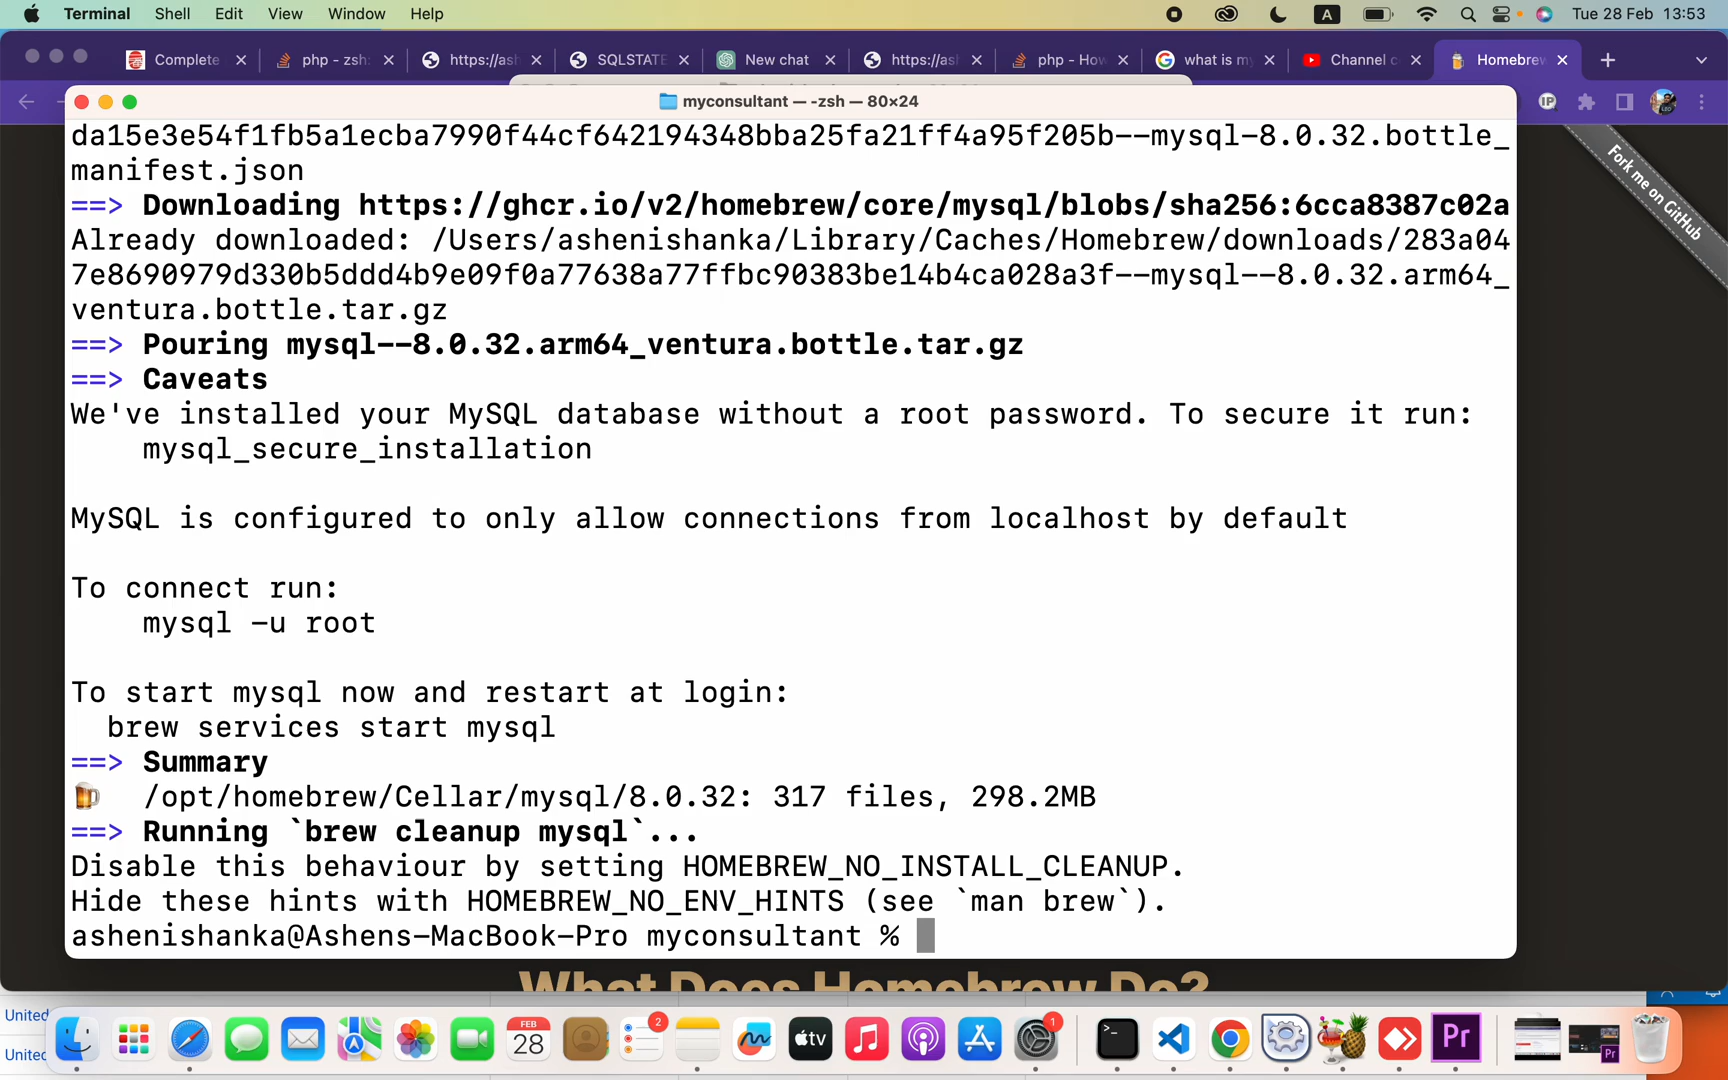 Terminal Shell Edit View Window Help A Tue 28 Feb 13:53
Complete php - zsh: https://ash SQLSTATE New chat https://ash php - How what is my Channel c Homebrew
myconsultant — -zsh — 80×24
IP
Fork me on GitHub
da15e3e54f1fb5a1ecba7990f44cf642194348bba25fa21ff4a95f205b--mysql-8.0.32.bottle_
manifest.json
==> Downloading https://ghcr.io/v2/homebrew/core/mysql/blobs/sha256:6cca8387c02a
Already downloaded: /Users/ashenishanka/Library/Caches/Homebrew/downloads/283a04
7e8690979d330b5ddd4b9e09f0a77638a77ffbc90383be14b4ca028a3f--mysql--8.0.32.arm64_
ventura.bottle.tar.gz
==> Pouring mysql--8.0.32.arm64_ventura.bottle.tar.gz
==> Caveats
We've installed your MySQL database without a root password. To secure it run:
mysql_secure_installation
MySQL is configured to only allow connections from localhost by default
To connect run:
mysql -u root
To start mysql now and restart at login:
brew services start mysql
==> Summary
🍺 /opt/homebrew/Cellar/mysql/8.0.32: 317 files, 298.2MB
==> Running `brew cleanup mysql`...
Disable this behaviour by setting HOMEBREW_NO_INSTALL_CLEANUP.
Hide these hints with HOMEBREW_NO_ENV_HINTS (see `man brew`).
ashenishanka@Ashens-MacBook-Pro myconsultant %
What Does Homebrew Do?
United
United
FEB
28
2
tv
1
Pr
Pr